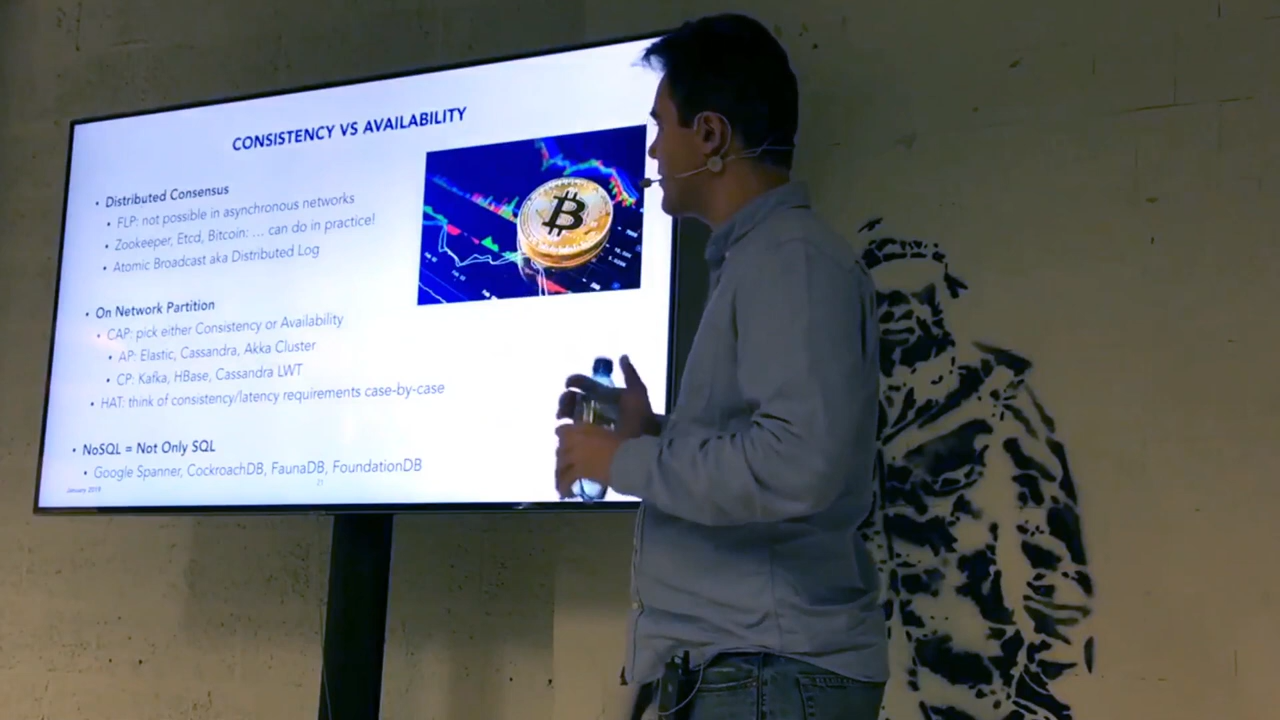 CONSISTENCY VS AVAILABILITY
• Distributed Consensus
• FLP: not possible in asynchronous networks
• Zookeeper, Etcd, Bitcoin: ... can do in practice!
• Atomic Broadcast aka Distributed Log
• On Network Partition
• CAP: pick either Consistency or Availability
• AP: Elastic, Cassandra, Akka Cluster
• CP: Kafka, HBase, Cassandra LWT
• HAT: think of consistency/latency requirements case-by-case
• NoSQL = Not Only SQL
• Google Spanner, CockroachDB, FaunaDB, FoundationDB
January 2019
21